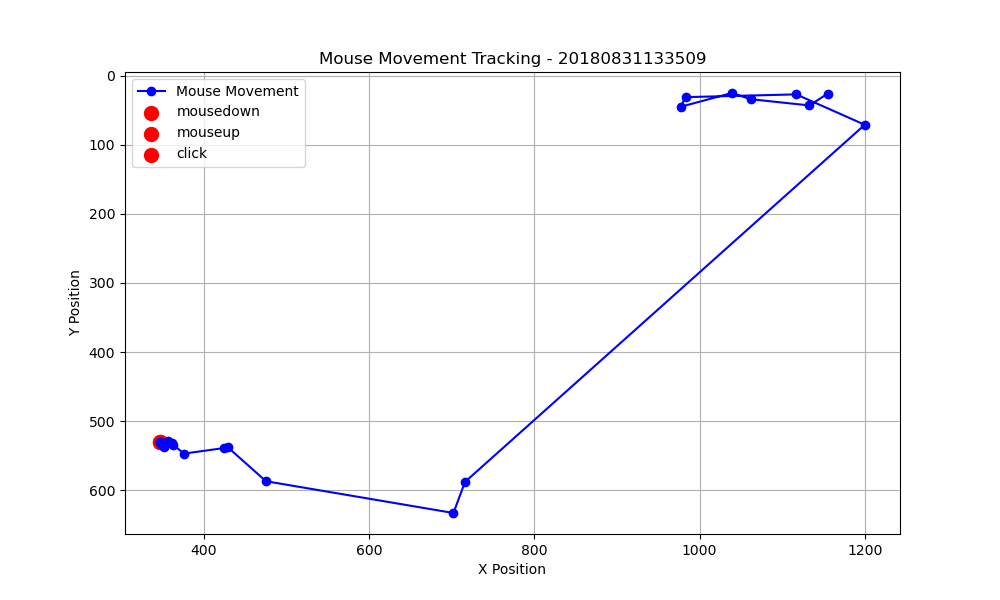 Mouse Movement Tracking - 20180831133509
Mouse Movement
mousedown
mouseup
click
0
100
200
300
400
500
600
Y Position
400 600 800 1000 1200
X Position